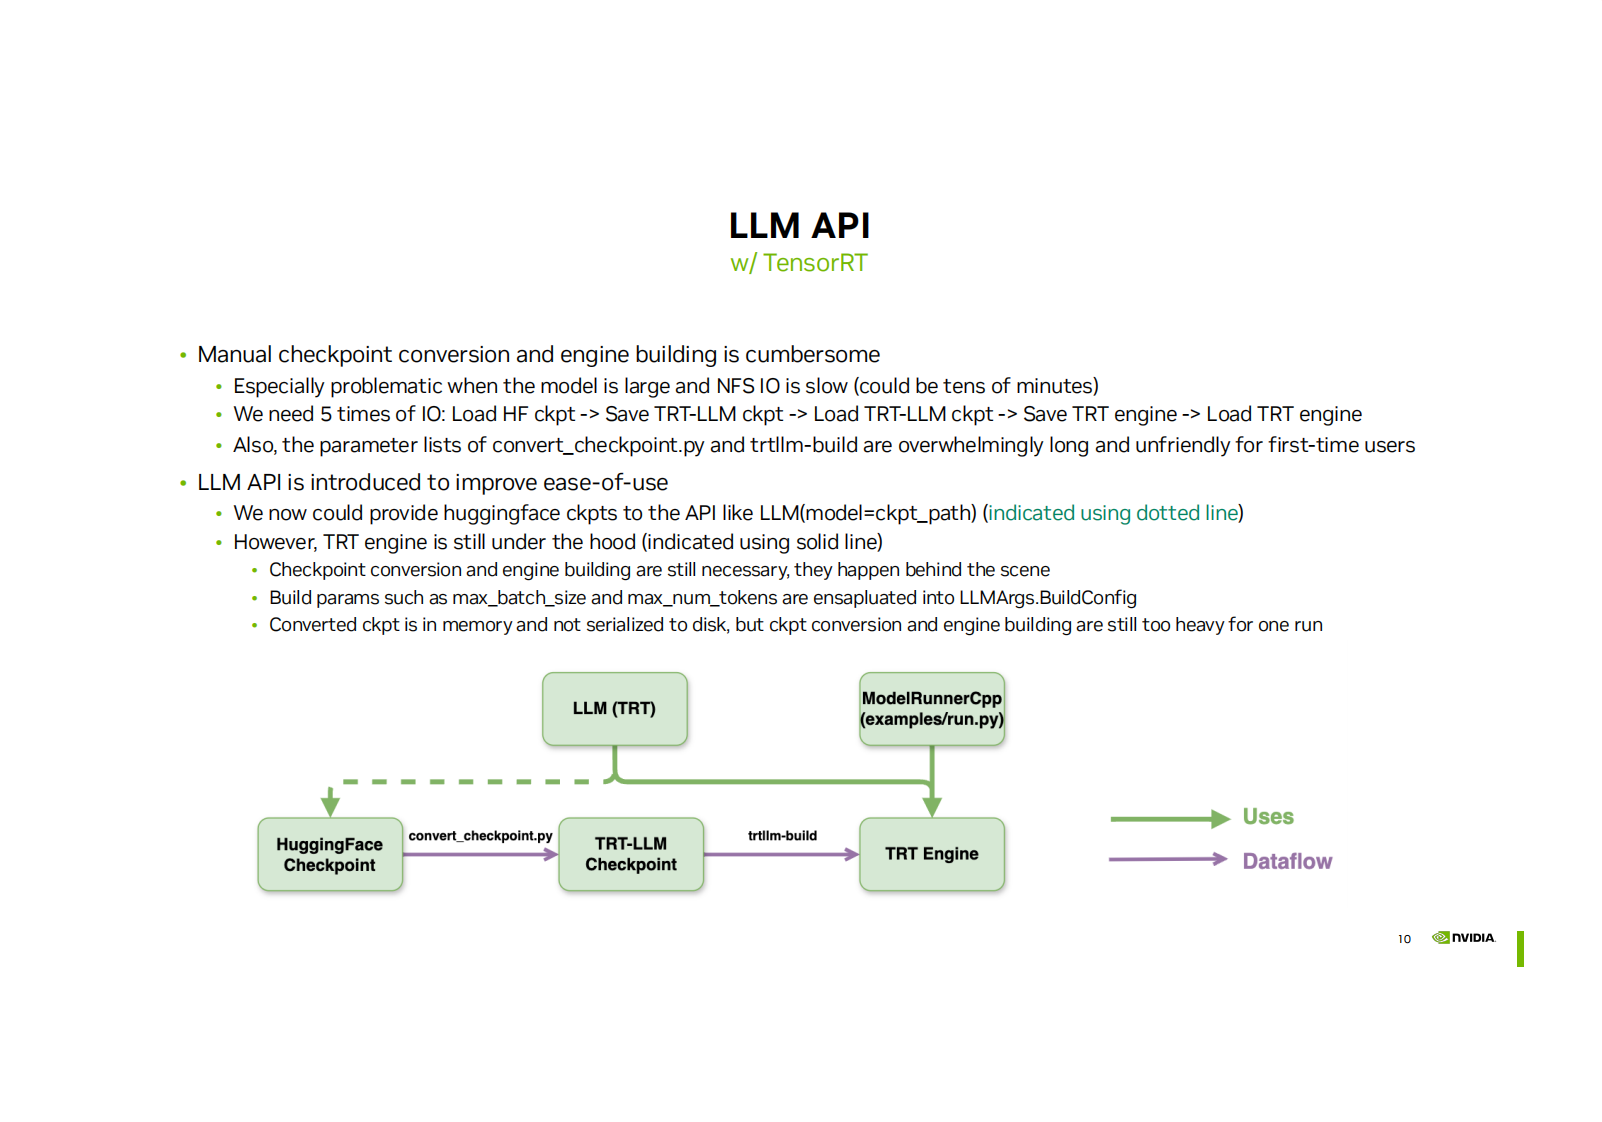 LLM API
w/ TensorRT
• Manual checkpoint conversion and engine building is cumbersome
• Especially problematic when the model is large and NFS IO is slow (could be tens of minutes)
• We need 5 times of IO: Load HF ckpt -> Save TRT-LLM ckpt -> Load TRT-LLM ckpt -> Save TRT engine -> Load TRT engine
• Also, the parameter lists of convert_checkpoint.py and trtllm-build are overwhelmingly long and unfriendly for first-time users
• LLM API is introduced to improve ease-of-use
• We now could provide huggingface ckpts to the API like LLM(model=ckpt_path) (indicated using dotted line)
• However, TRT engine is still under the hood (indicated using solid line)
• Checkpoint conversion and engine building are still necessary, they happen behind the scene
• Build params such as max_batch_size and max_num_tokens are ensapluated into LLMArgs.BuildConfig
• Converted ckpt is in memory and not serialized to disk, but ckpt conversion and engine building are still too heavy for one run
LLM (TRT)
ModelRunnerCpp
(examples/run.py)
HuggingFace
Checkpoint
convert_checkpoint.py
TRT-LLM
Checkpoint
trtllm-build
TRT Engine
Uses
Dataflow
10
NVIDIA.